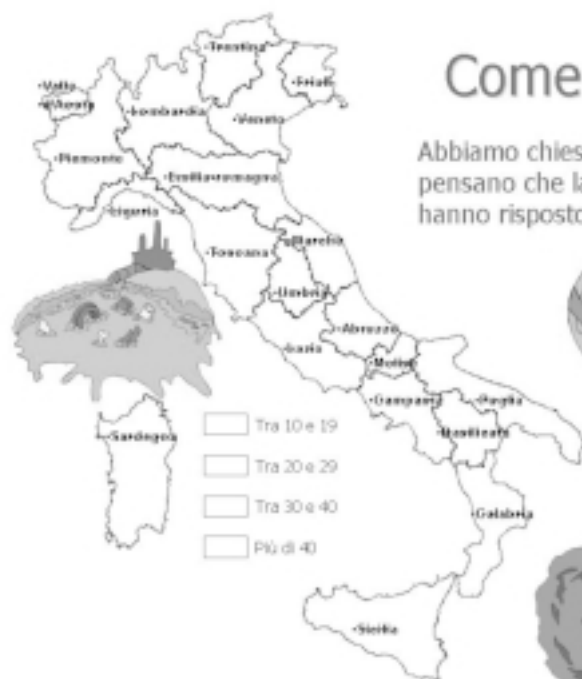 Come
Abbiamo chies
pensano che la
hanno risposto
Trentino
Friuli
Valle
d'Aosta
Lombardia
Veneto
Piemonte
Emilia-romagna
Liguria
Marche
Toscana
Umbria
Abruzzo
Lazio
Molise
Campania
Puglia
Basilicata
Sardegna
Tra 10 e 19
Tra 20 e 29
Tra 30 e 40
Più di 40
Calabria
Sicilia